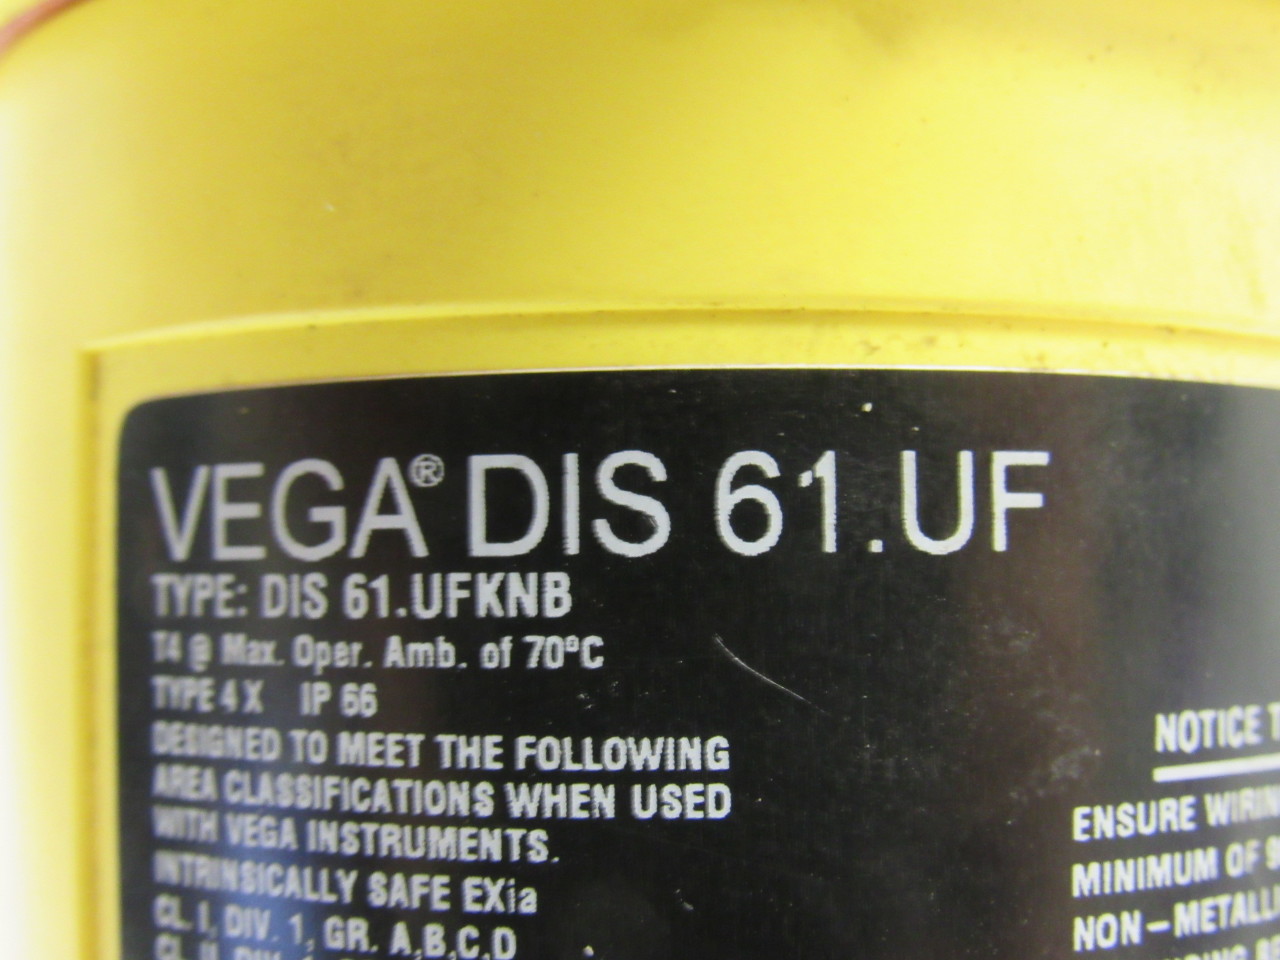 VEGA® DIS 61.UF
TYPE: DIS 61.UFKNB
T4 @ Max. Oper. Amb. of 70°C
TYPE 4 X IP 66
DESIGNED TO MEET THE FOLLOWING
AREA CLASSIFICATIONS WHEN USED
WITH VEGA INSTRUMENTS.
INTRINSICALLY SAFE EXia
CL. I, DIV. 1, GR. A,B,C,D
NOTICE
ENSURE WIRIN
MINIMUM OF
NON-METALLI